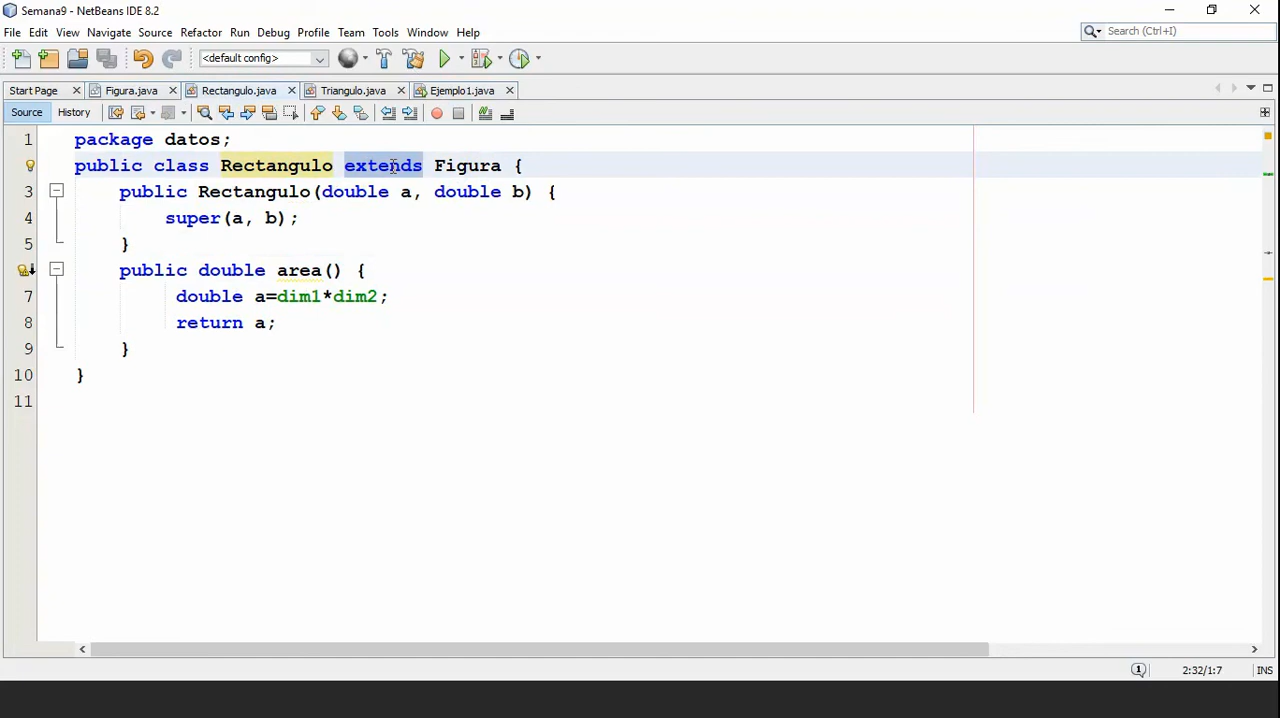 Semana9 - NetBeans IDE 8.2
File Edit View Navigate Source Refactor Run Debug Profile Team Tools Window Help
Search (Ctrl+I)
<default config>
Start Page Figura.java Rectangulo.java Triangulo.java Ejemplo1.java
Source History
1 package datos;
public class Rectangulo extends Figura {
3 public Rectangulo(double a, double b) {
4 super(a, b);
5 }
public double area() {
7 double a=dim1*dim2;
8 return a;
9 }
10 }
11
1 2:32/1:7 INS